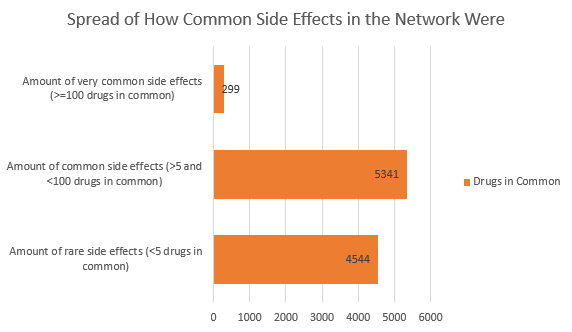 Spread of How Common Side Effects in the Network Were
Amount of very common side effects
(>=100 drugs in common)
299
Amount of common side effects (>5 and
<100 drugs in common)
5341
Drugs in Common
Amount of rare side effects (<5 drugs in
common)
4544
0 1000 2000 3000 4000 5000 6000